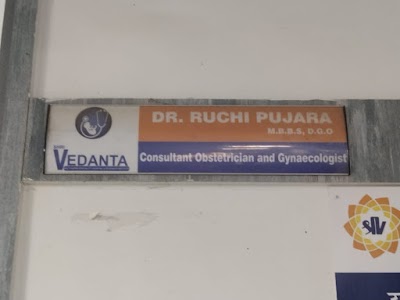 DR. RUCHI PUJARA
M.B.B.S, D.G.O
VEDANTA
Consultant Obstetrician and Gynaecologist